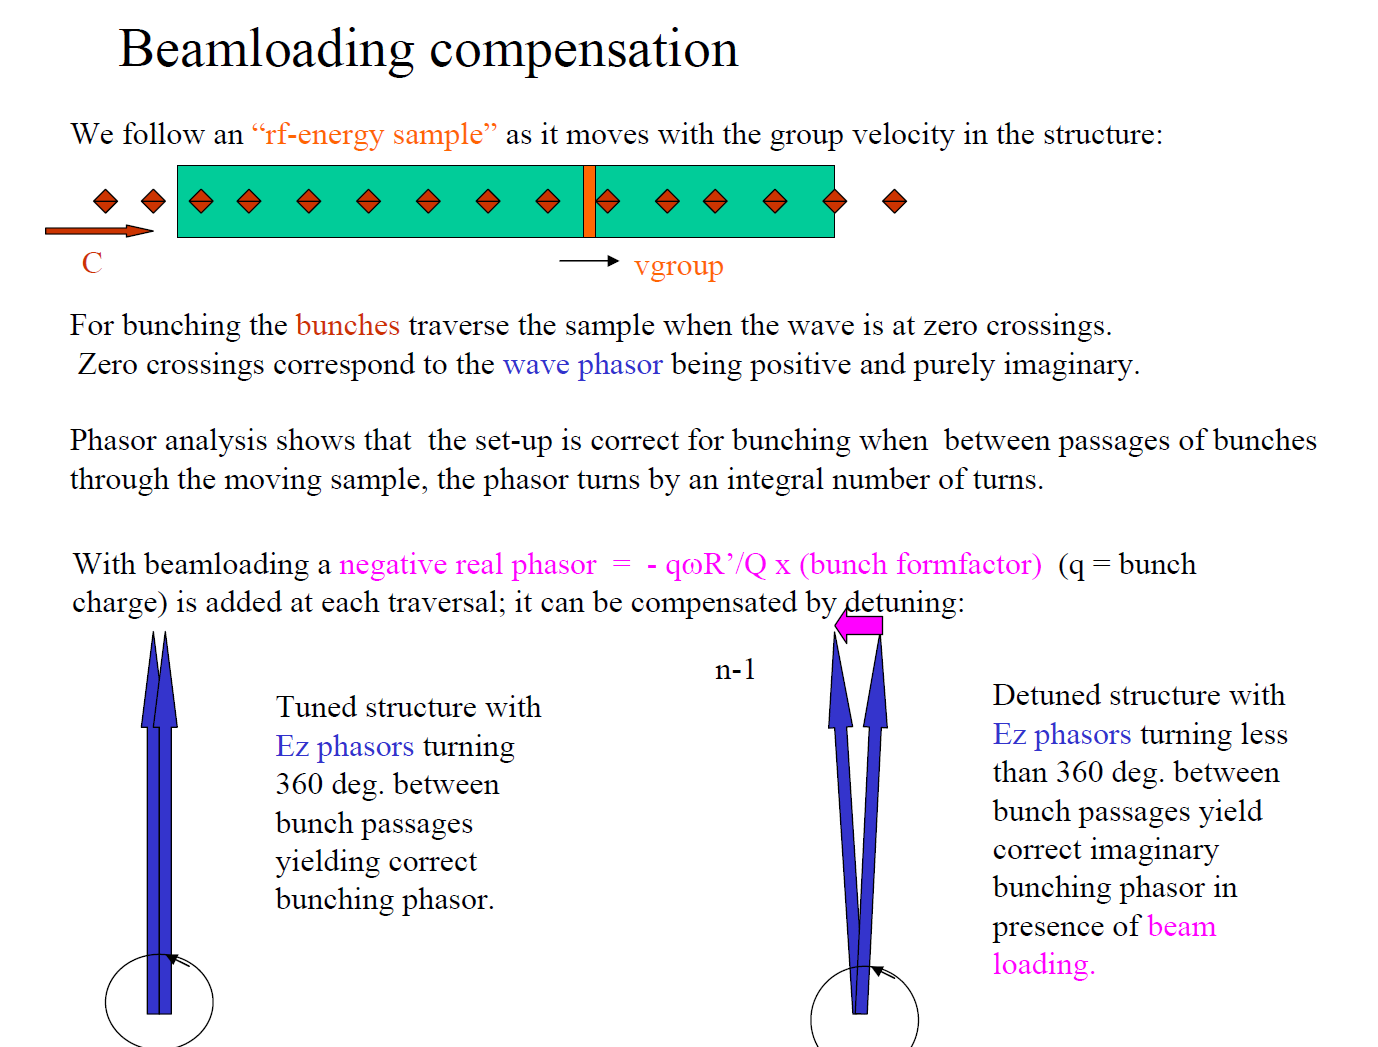 Beamloading compensation
We follow an “rf-energy sample” as it moves with the group velocity in the structure:
C
vgroup
For bunching the bunches traverse the sample when the wave is at zero crossings.
Zero crossings correspond to the wave phasor being positive and purely imaginary.
Phasor analysis shows that the set-up is correct for bunching when between passages of bunches
through the moving sample, the phasor turns by an integral number of turns.
With beamloading a negative real phasor = - qωR’/Q x (bunch formfactor) (q = bunch
charge) is added at each traversal; it can be compensated by detuning:
n-1
Tuned structure with
Ez phasors turning
360 deg. between
bunch passages
yielding correct
bunching phasor.
Detuned structure with
Ez phasors turning less
than 360 deg. between
bunch passages yield
correct imaginary
bunching phasor in
presence of beam
loading.